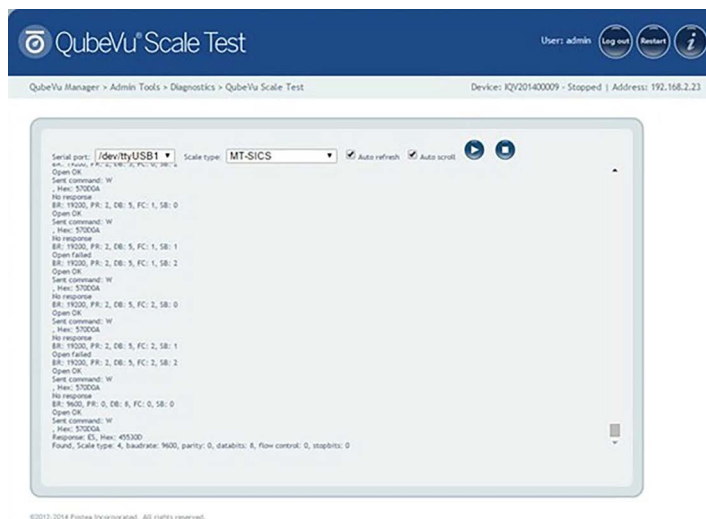 QubeVu® Scale Test
User: admin Log out Restart i
QubeVu Manager > Admin Tools > Diagnostics > QubeVu Scale Test
Device: IQV201400009 - Stopped | Address: 192.168.2.23
Serial port: /dev/ttyUSB1 Scale type: MT-SICS Auto refresh Auto scroll
Open OK
Sent command: W
, Hex: 570D0A
No response
BR: 19200, PR: 2, DB: 5, FC: 1, SB: 0
Open OK
Sent command: W
, Hex: 570D0A
No response
BR: 19200, PR: 2, DB: 5, FC: 1, SB: 1
Open failed
BR: 19200, PR: 2, DB: 5, FC: 1, SB: 2
Open OK
Sent command: W
, Hex: 570D0A
No response
BR: 19200, PR: 2, DB: 5, FC: 2, SB: 0
Open OK
Sent command: W
, Hex: 570D0A
No response
BR: 19200, PR: 2, DB: 5, FC: 2, SB: 1
Open failed
BR: 19200, PR: 2, DB: 5, FC: 2, SB: 2
Open OK
Sent command: W
, Hex: 570D0A
No response
BR: 9600, PR: 0, DB: 8, FC: 0, SB: 0
Open OK
Sent command: W
, Hex: 570D0A
Response: ES, Hex: 45530D
Found, Scale type: 4, baudrate: 9600, parity: 0, databits: 8, flow control: 0, stopbits: 0
©2012-2014 Postea Incorporated. All rights reserved.